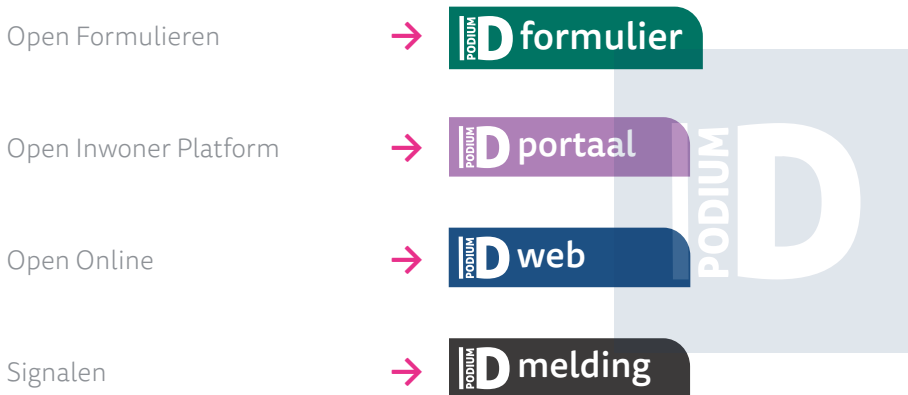 Open Formulieren → PODIUM D formulier
Open Inwoner Platform → PODIUM D portaal
PODIUM D
Open Online → PODIUM D web
Signalen → PODIUM D melding